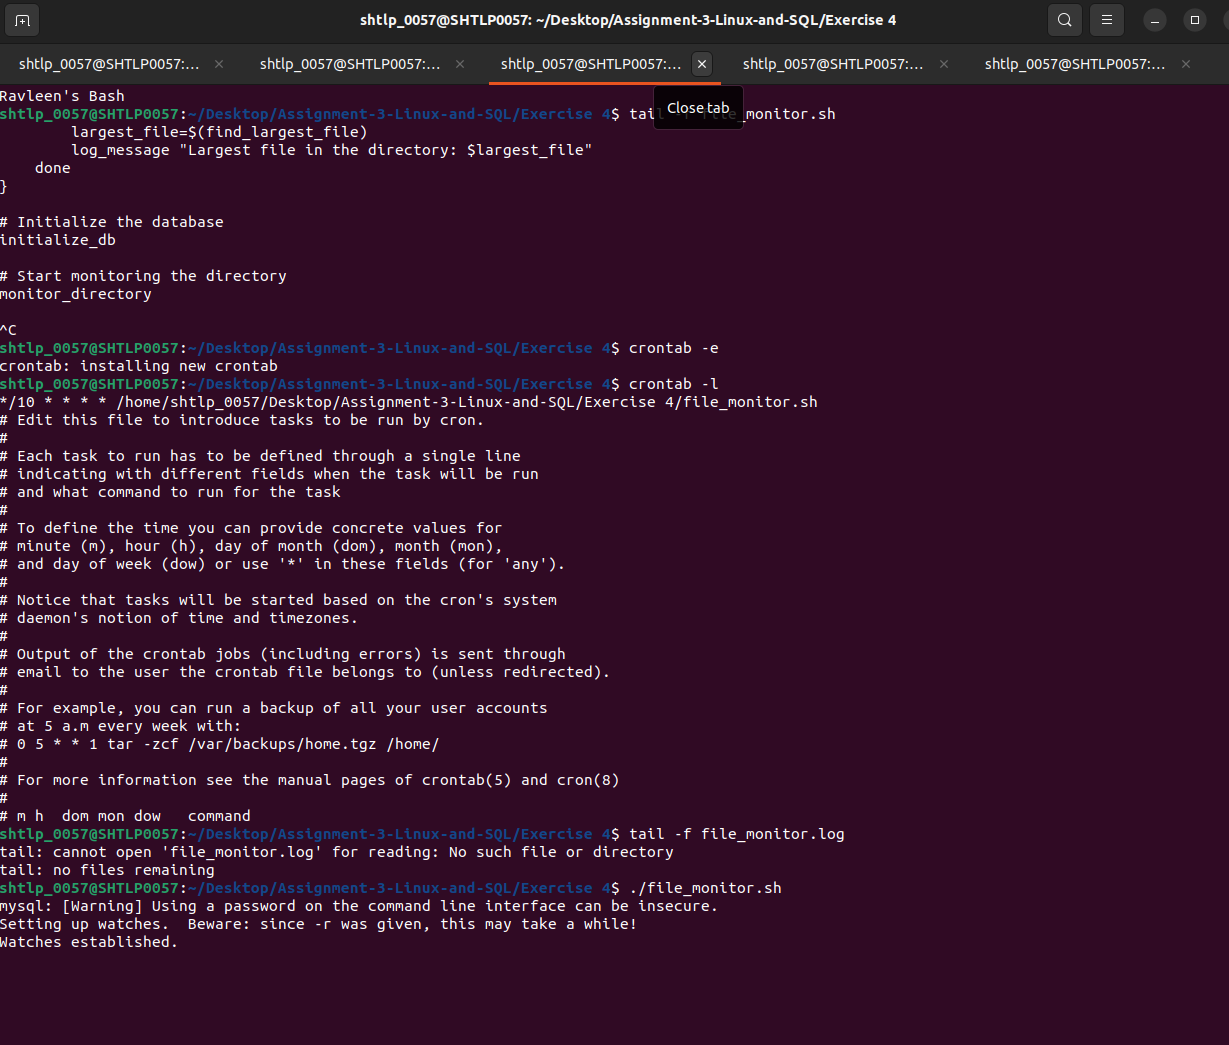 shtlp_0057@SHTLP0057: ~/Desktop/Assignment-3-Linux-and-SQL/Exercise 4
shtlp_0057@SHTLP0057:... × shtlp_0057@SHTLP0057:... × shtlp_0057@SHTLP0057:... × shtlp_0057@SHTLP0057:... × shtlp_0057@SHTLP0057:... ×
Close tab
Ravleen's Bash
shtlp_0057@SHTLP0057:~/Desktop/Assignment-3-Linux-and-SQL/Exercise 4$ tail -f file_monitor.sh
        largest_file=$(find_largest_file)
        log_message "Largest file in the directory: $largest_file"
    done
}
# Initialize the database
initialize_db
# Start monitoring the directory
monitor_directory
^C
shtlp_0057@SHTLP0057:~/Desktop/Assignment-3-Linux-and-SQL/Exercise 4$ crontab -e
crontab: installing new crontab
shtlp_0057@SHTLP0057:~/Desktop/Assignment-3-Linux-and-SQL/Exercise 4$ crontab -l
*/10 * * * * /home/shtlp_0057/Desktop/Assignment-3-Linux-and-SQL/Exercise 4/file_monitor.sh
# Edit this file to introduce tasks to be run by cron.
#
# Each task to run has to be defined through a single line
# indicating with different fields when the task will be run
# and what command to run for the task
#
# To define the time you can provide concrete values for
# minute (m), hour (h), day of month (dom), month (mon),
# and day of week (dow) or use '*' in these fields (for 'any').
#
# Notice that tasks will be started based on the cron's system
# daemon's notion of time and timezones.
#
# Output of the crontab jobs (including errors) is sent through
# email to the user the crontab file belongs to (unless redirected).
#
# For example, you can run a backup of all your user accounts
# at 5 a.m every week with:
# 0 5 * * 1 tar -zcf /var/backups/home.tgz /home/
#
# For more information see the manual pages of crontab(5) and cron(8)
#
# m h  dom mon dow   command
shtlp_0057@SHTLP0057:~/Desktop/Assignment-3-Linux-and-SQL/Exercise 4$ tail -f file_monitor.log
tail: cannot open 'file_monitor.log' for reading: No such file or directory
tail: no files remaining
shtlp_0057@SHTLP0057:~/Desktop/Assignment-3-Linux-and-SQL/Exercise 4$ ./file_monitor.sh
mysql: [Warning] Using a password on the command line interface can be insecure.
Setting up watches.  Beware: since -r was given, this may take a while!
Watches established.